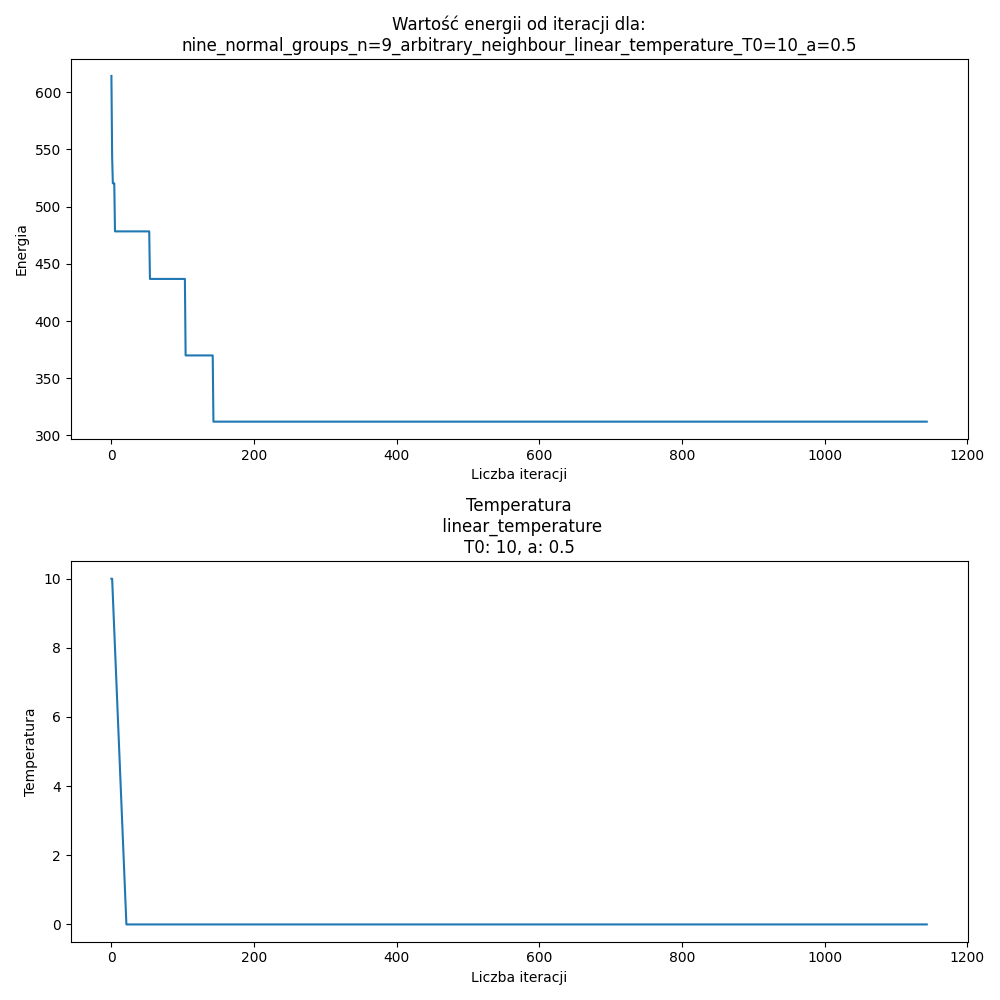 Wartość energii od iteracji dla:
nine_normal_groups_n=9_arbitrary_neighbour_linear_temperature_T0=10_a=0.5
600
550
500
450
400
350
300
Energia
0 200 400 600 800 1000 1200
Liczba iteracji
Temperatura
linear_temperature
T0: 10, a: 0.5
10
8
6
4
2
0
Temperatura
0 200 400 600 800 1000 1200
Liczba iteracji